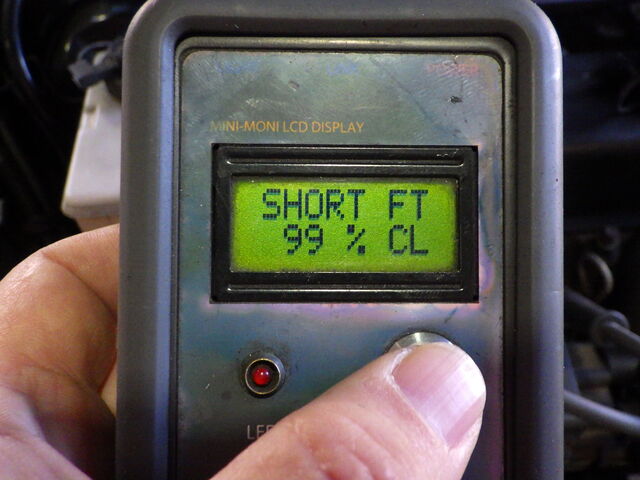 MINI-MONI LCD DISPLAY
SHORT FT
99 % CL